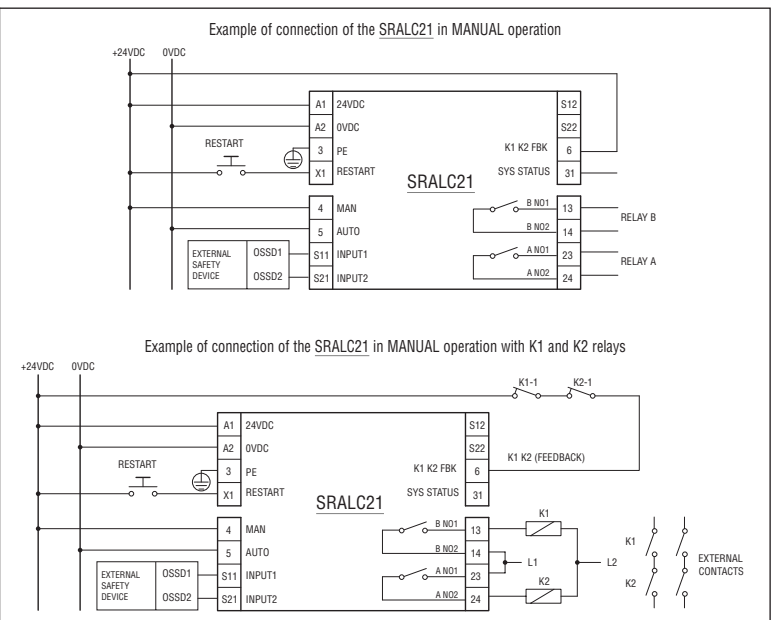 Example of connection of the SRALC21 in MANUAL operation
+24VDC 0VDC
A1 24VDC S12
A2 0VDC S22
RESTART
3 PE K1 K2 FBK 6
X1 RESTART SYS STATUS 31
SRALC21
4 MAN B NO1 13
RELAY B
5 AUTO B NO2 14
EXTERNAL SAFETY DEVICE
OSSD1 S11 INPUT1 A NO1 23
RELAY A
OSSD2 S21 INPUT2 A NO2 24
Example of connection of the SRALC21 in MANUAL operation with K1 and K2 relays
+24VDC 0VDC
K1-1 K2-1
A1 24VDC S12
A2 0VDC S22
K1 K2 (FEEDBACK)
RESTART
3 PE K1 K2 FBK 6
X1 RESTART SYS STATUS 31
SRALC21
4 MAN B NO1 13 K1
5 AUTO B NO2 14
L1 L2
EXTERNAL SAFETY DEVICE
OSSD1 S11 INPUT1 A NO1 23
OSSD2 S21 INPUT2 A NO2 24 K2
K1
K2
EXTERNAL CONTACTS